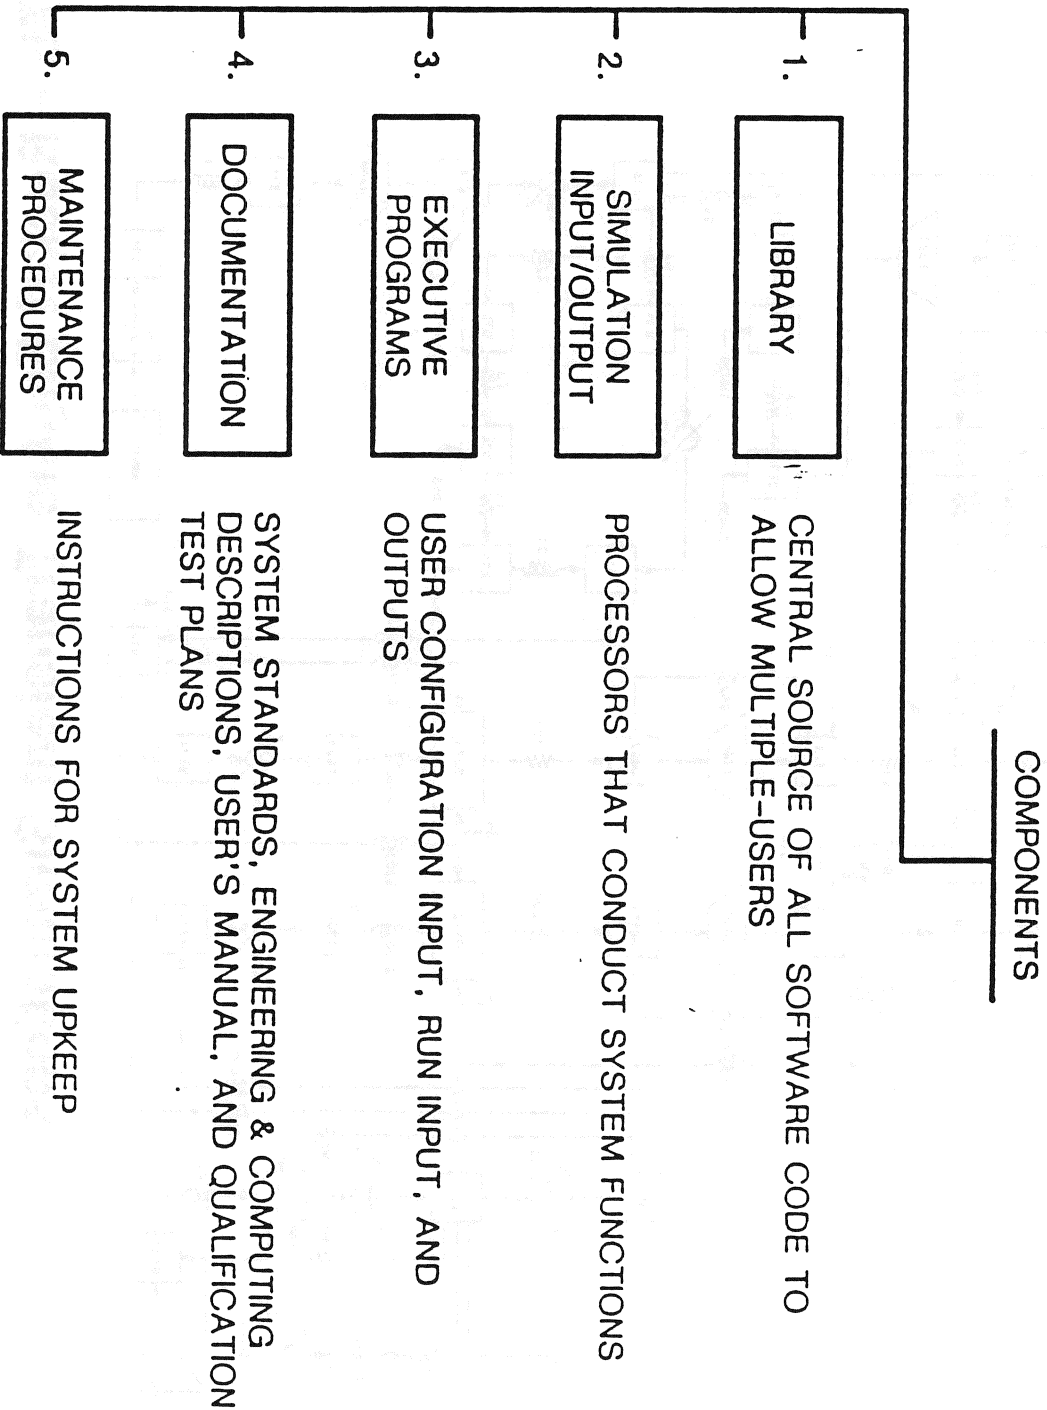 COMPONENTS
1.
LIBRARY
CENTRAL SOURCE OF ALL SOFTWARE CODE TO
ALLOW MULTIPLE-USERS
2.
SIMULATION
INPUT/OUTPUT
PROCESSORS THAT CONDUCT SYSTEM FUNCTIONS
3.
EXECUTIVE
PROGRAMS
USER CONFIGURATION INPUT, RUN INPUT, AND
OUTPUTS
4.
DOCUMENTATION
SYSTEM STANDARDS, ENGINEERING & COMPUTING
DESCRIPTIONS, USER'S MANUAL, AND QUALIFICATION
TEST PLANS
5.
MAINTENANCE
PROCEDURES
INSTRUCTIONS FOR SYSTEM UPKEEP